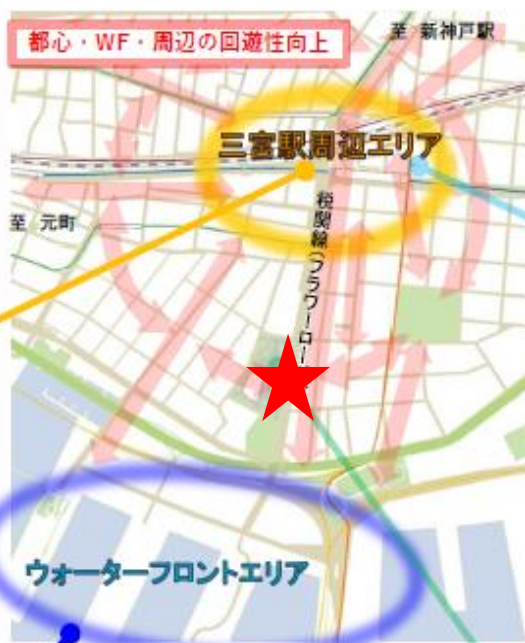 都心・WF・周辺の回遊性向上
至 新神戸駅
三宮駅周辺エリア
至 元町
税関線(フラワーロー
ウォーターフロントエリア